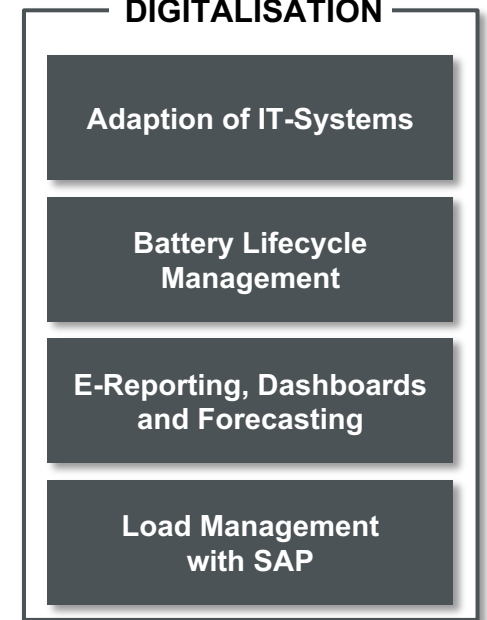 DIGITALISATION
Adaption of IT-Systems
Battery Lifecycle
Management
E-Reporting, Dashboards
and Forecasting
Load Management
with SAP